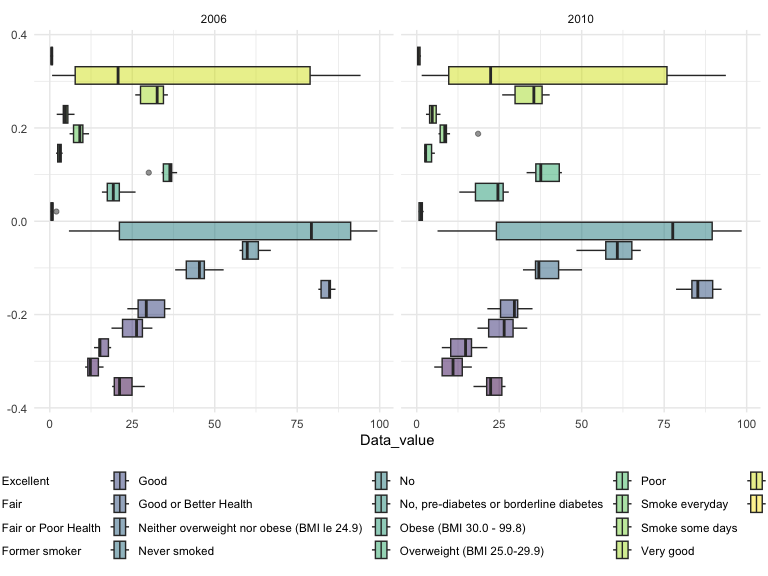 2006 2010
0.4
0.2
0.0
-0.2
-0.4
0 25 50 75 100 0 25 50 75 100
Data_value
Excellent Good No Poor
Fair Good or Better Health No, pre-diabetes or borderline diabetes Smoke everyday
Fair or Poor Health Neither overweight nor obese (BMI le 24.9) Obese (BMI 30.0 - 99.8) Smoke some days
Former smoker Never smoked Overweight (BMI 25.0-29.9) Very good